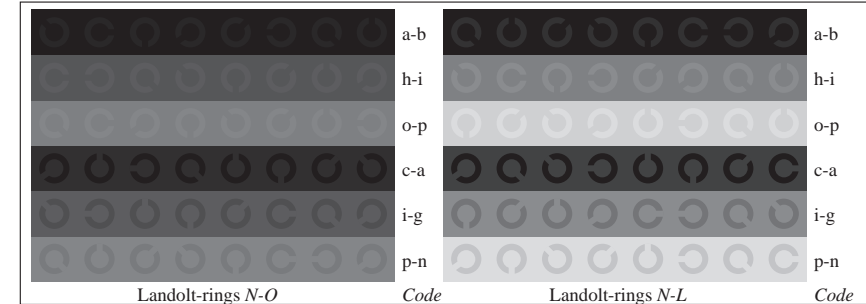 a-b a-b
h-i h-i
o-p o-p
c-a c-a
i-g i-g
p-n p-n
Landolt-rings N-O Code Landolt-rings N-L Code